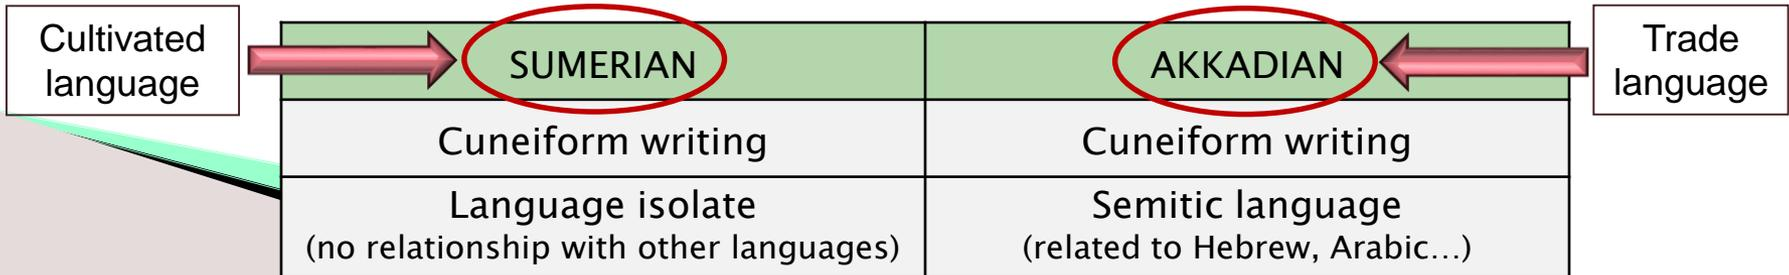 Cultivated
language
SUMERIAN
AKKADIAN
Trade
language
Cuneiform writing
Cuneiform writing
Language isolate
(no relationship with other languages)
Semitic language
(related to Hebrew, Arabic...)